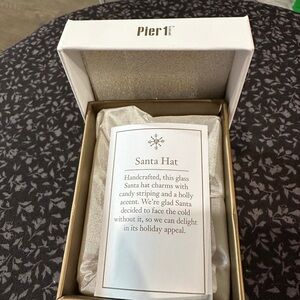 Pier 1
Santa Hat
Handcrafted, this glass
Santa hat charms with
candy striping and a holly
accent. We're glad Santa
decided to face the cold
without it, so we can delight
in its holiday appeal.